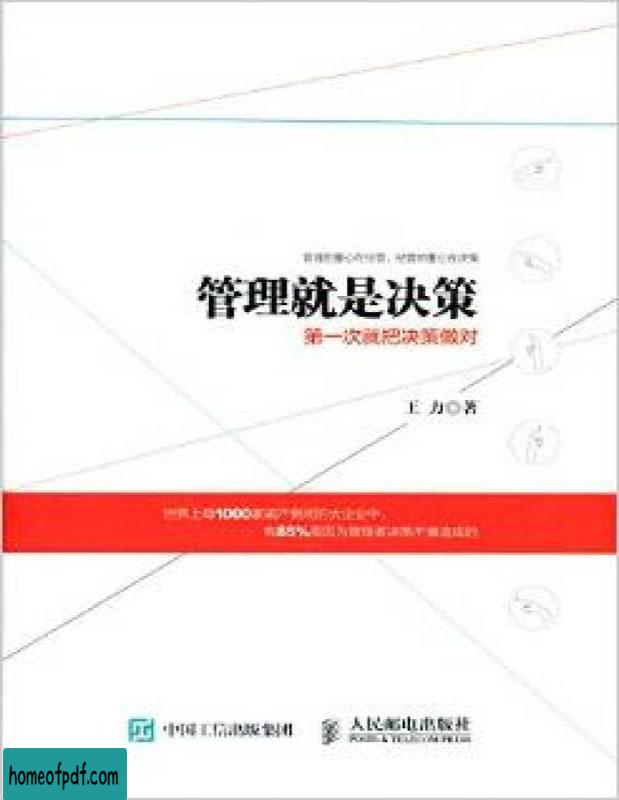 管理的重心在经营，经营的重心在决策
管理就是决策
第一次就把决策做对
王 力◎著
世界上每1000家破产倒闭的大企业中，
有85%是因为管理者决策不慎造成的
中国工信出版集团
人民邮电出版社
POSTS & TELECOM PRESS
homeofpdf.com